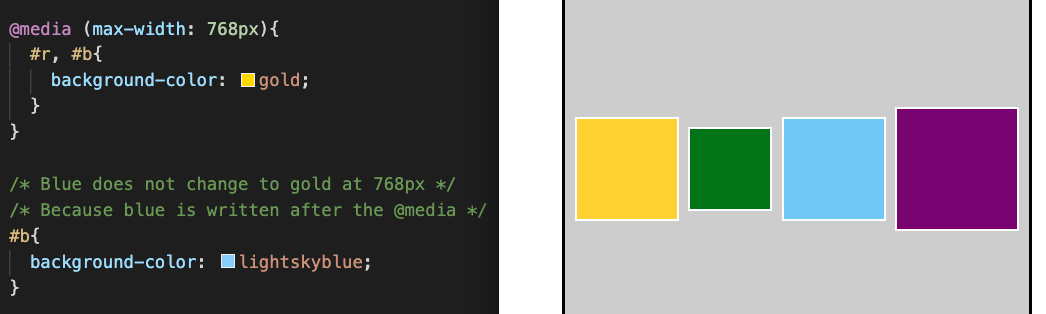 @media (max-width: 768px){
#r, #b{
background-color: gold;
}
}
/* Blue does not change to gold at 768px */
/* Because blue is written after the @media */
#b{
background-color: lightskyblue;
}